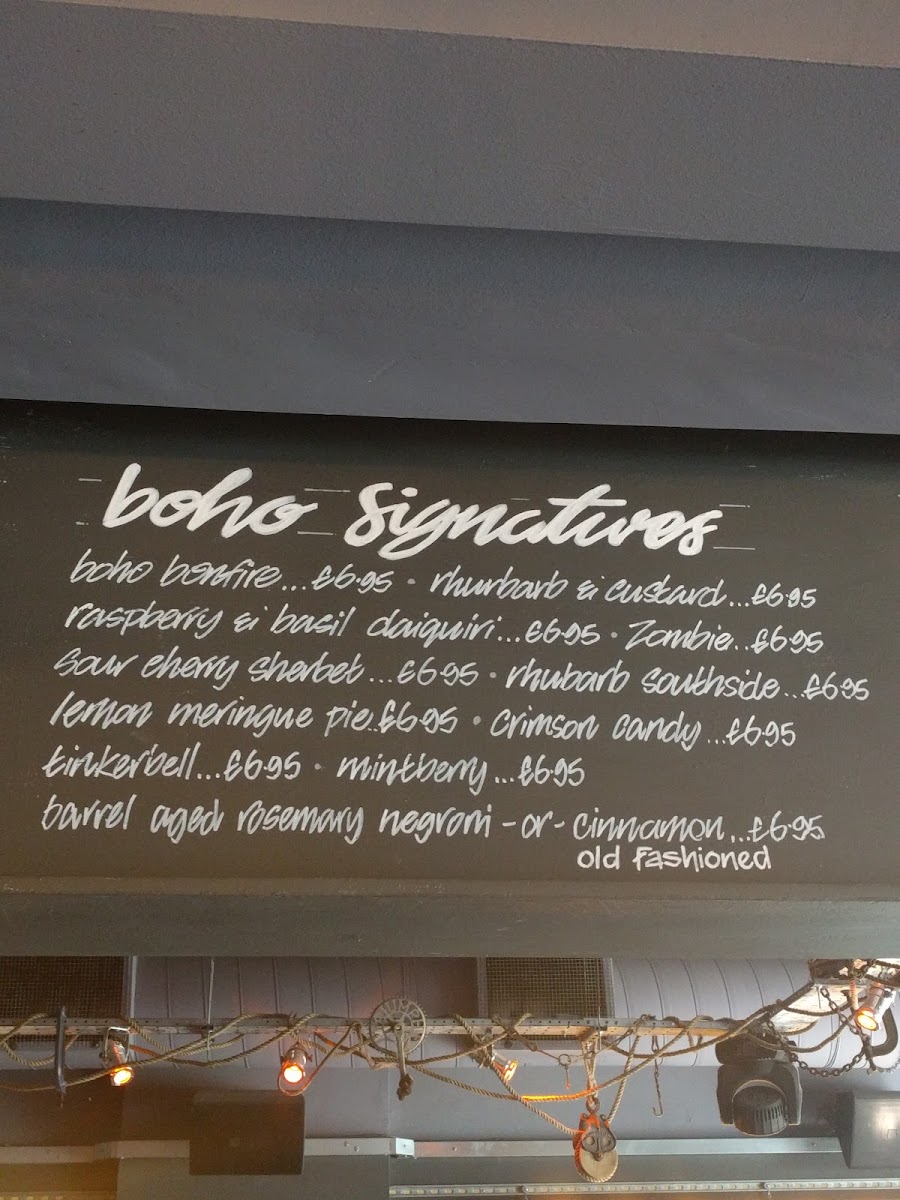 boho Signatures
boho bonfire...£6.95 • rhurbarb & custard...£6.95
raspberry & basil daiquiri...£6.95 • Zombie...£6.95
Sour cherry sherbet...£6.95 • rhubarb southside...£6.95
lemon meringue pie..£6.95 • crimson candy...£6.95
tinkerbell...£6.95 • mintberry...£6.95
barrel aged rosemary negroni -or- cinnamon...£6.95
old fashioned